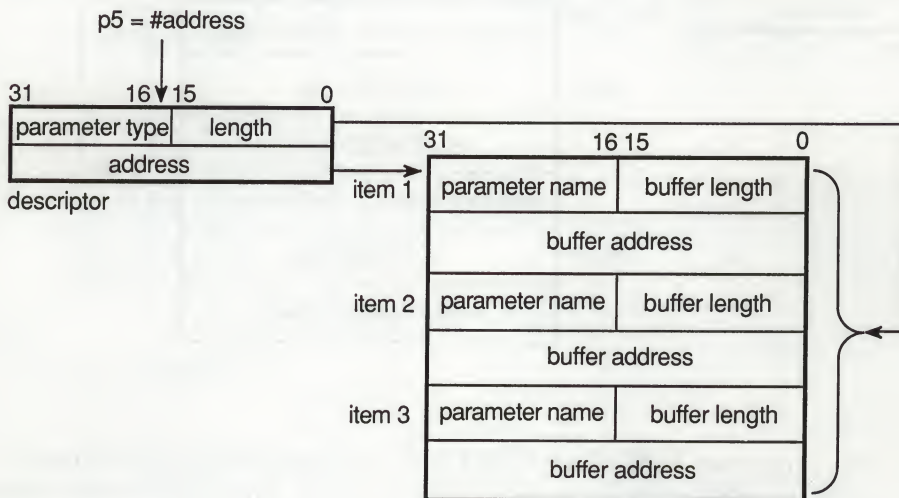 p5 = #address
31 16 15 0
parameter type length
address
descriptor
31 16 15 0
item 1 parameter name buffer length
buffer address
item 2 parameter name buffer length
buffer address
item 3 parameter name buffer length
buffer address